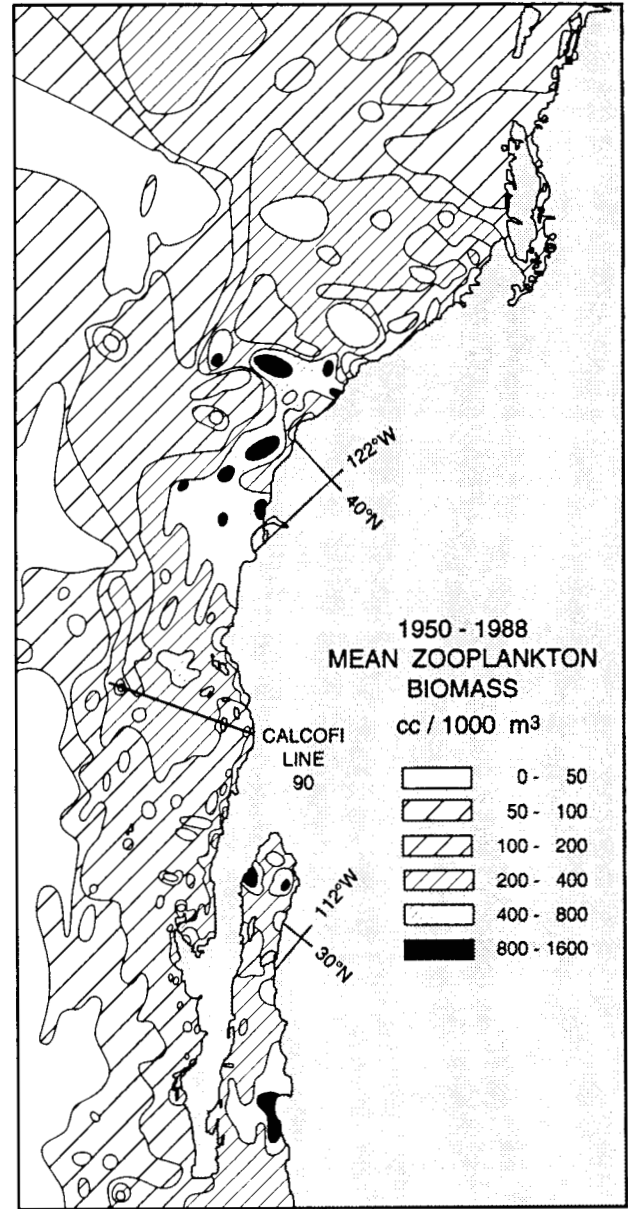 122°W
40°N
1950 - 1988
MEAN ZOOPLANKTON
BIOMASS
cc / 1000 m³
CALCOFI
LINE
90
0 - 50
50 - 100
100 - 200
200 - 400
400 - 800
800 - 1600
112°W
30°N